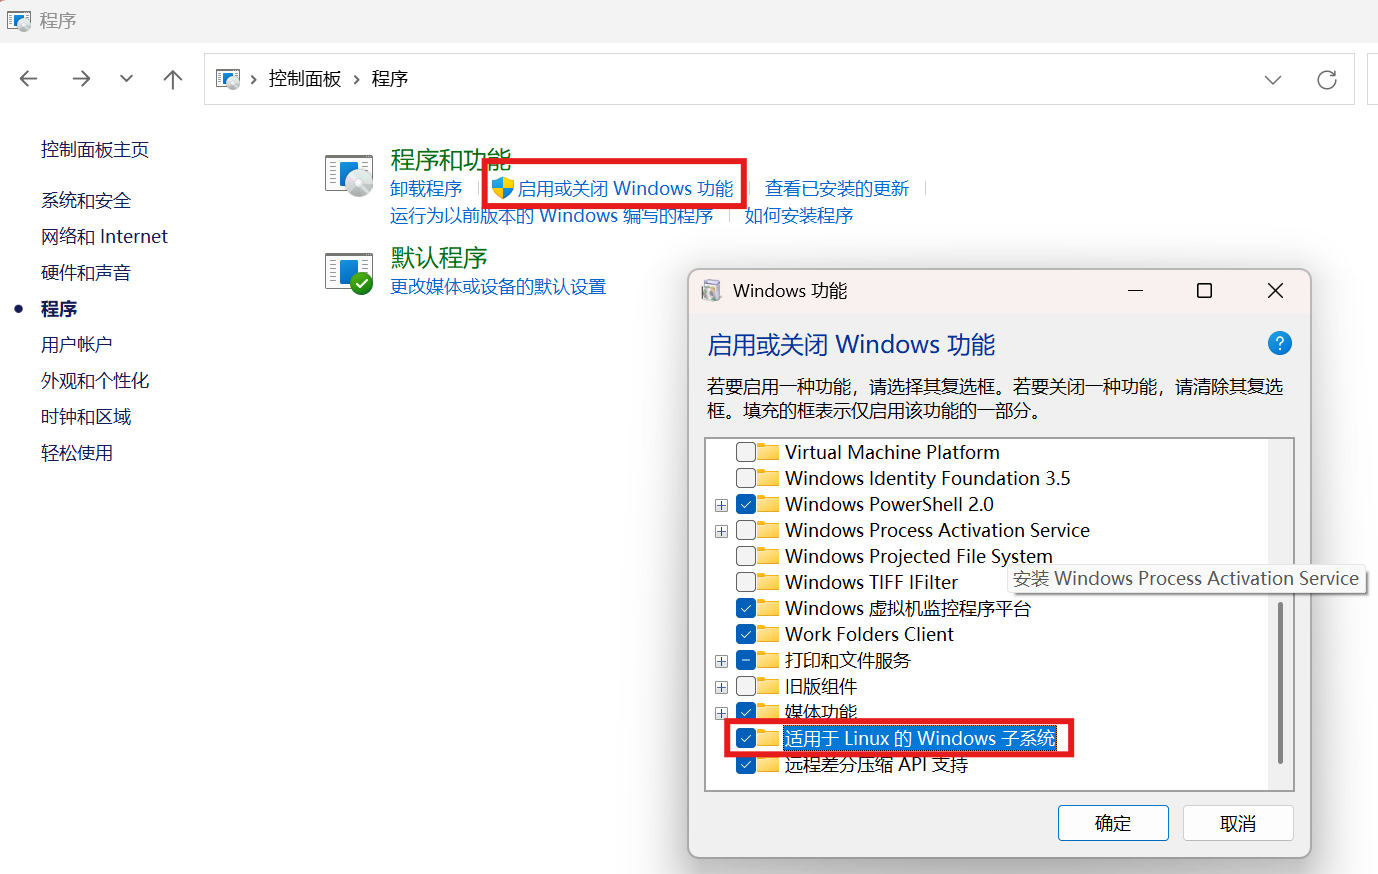 程序
控制面板 › 程序
控制面板主页
系统和安全
网络和 Internet
硬件和声音
程序
用户帐户
外观和个性化
时钟和区域
轻松使用
程序和功能
卸载程序 启用或关闭 Windows 功能 查看已安装的更新
运行为以前版本的 Windows 编写的程序 如何安装程序
默认程序
更改媒体或设备的默认设置
Windows 功能
启用或关闭 Windows 功能
若要启用一种功能，请选择其复选框。若要关闭一种功能，请清除其复选
框。填充的框表示仅启用该功能的一部分。
Virtual Machine Platform
Windows Identity Foundation 3.5
Windows PowerShell 2.0
Windows Process Activation Service
Windows Projected File System
Windows TIFF IFilter
安装 Windows Process Activation Service
Windows 虚拟机监控程序平台
Work Folders Client
打印和文件服务
旧版组件
媒体功能
适用于 Linux 的 Windows 子系统
远程差分压缩 API 支持
确定 取消